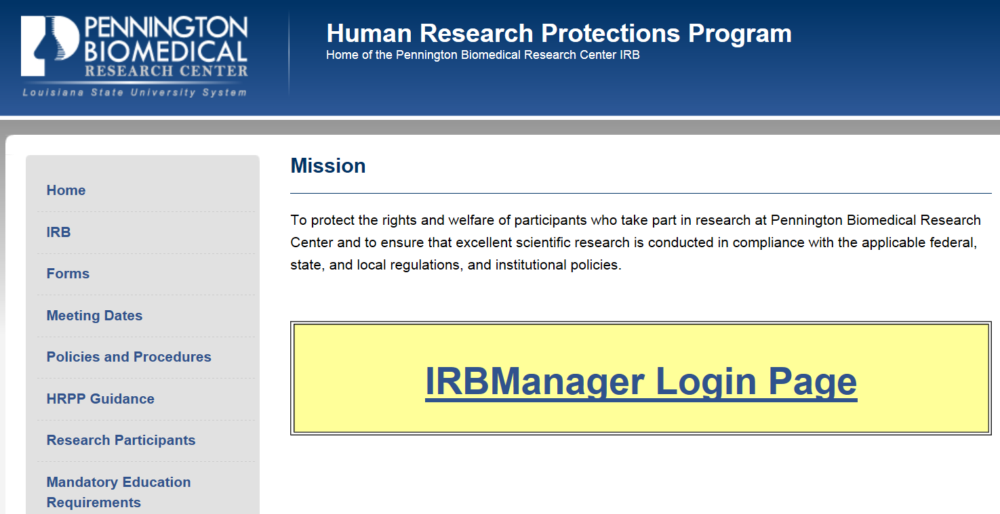 PENNINGTON
BIOMEDICAL
RESEARCH CENTER
Louisiana State University System
Human Research Protections Program
Home of the Pennington Biomedical Research Center IRB
Home
IRB
Forms
Meeting Dates
Policies and Procedures
HRPP Guidance
Research Participants
Mandatory Education
Requirements
Mission
To protect the rights and welfare of participants who take part in research at Pennington Biomedical Research
Center and to ensure that excellent scientific research is conducted in compliance with the applicable federal,
state, and local regulations, and institutional policies.
IRBManager Login Page